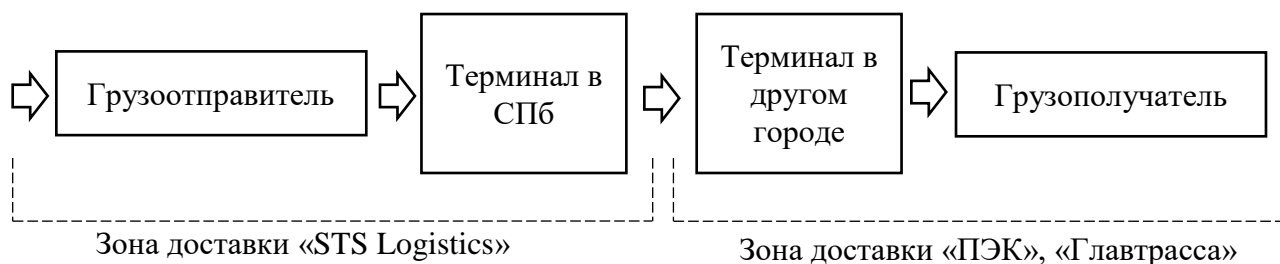 Грузоотправитель
Терминал в
СПб
Терминал в
другом
городе
Грузополучатель
Зона доставки «STS Logistics»
Зона доставки «ПЭК», «Главтрасса»